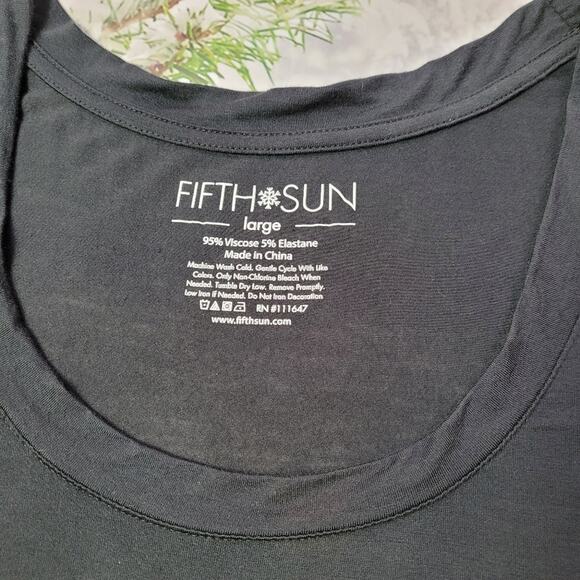 FIFTH SUN
large
95% Viscose 5% Elastane
Made in China
Machine Wash Cold. Gentle Cycle With Like
Colors. Only Non-Chlorine Bleach When
Needed. Tumble Dry Low. Remove Promptly.
Low Iron if Needed. Do Not Iron Decoration
RN #111647
www.fifthsun.com